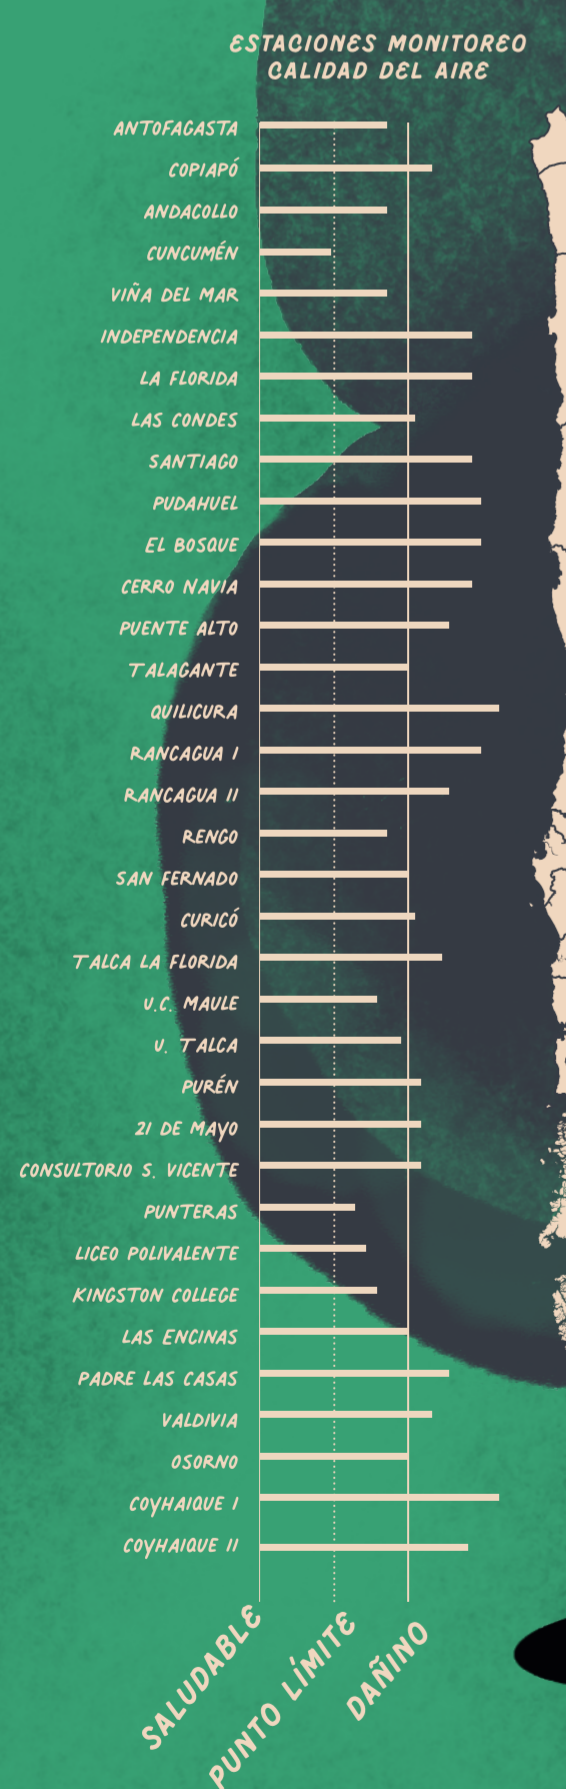 ESTACIONES MONITOREO
CALIDAD DEL AIRE
ANTOFAGASTA
COPIAPÓ
ANDACOLLO
CUNCUMÉN
VIÑA DEL MAR
INDEPENDENCIA
LA FLORIDA
LAS CONDES
SANTIAGO
PUDAHUEL
EL BOSQUE
CERRO NAVIA
PUENTE ALTO
TALAGANTE
QUILICURA
RANCAGUA I
RANCAGUA II
RENGO
SAN FERNADO
CURICÓ
TALCA LA FLORIDA
U.C. MAULE
U. TALCA
PURÉN
21 DE MAYO
CONSULTORIO S. VICENTE
PUNTERAS
LICEO POLIVALENTE
KINGSTON COLLEGE
LAS ENCINAS
PADRE LAS CASAS
VALDIVIA
OSORNO
COYHAIQUE I
COYHAIQUE II
SALUDABLE
PUNTO LÍMITE
DAÑINO